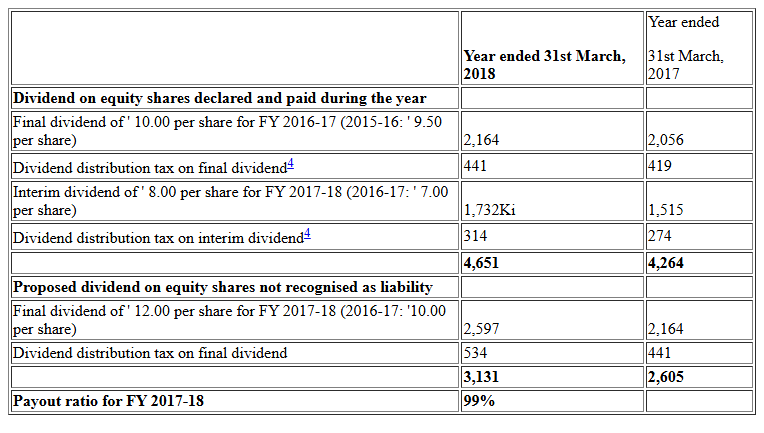 Year ended 31st March, 2018
Year ended
31st March, 2017
Dividend on equity shares declared and paid during the year
Final dividend of ' 10.00 per share for FY 2016-17 (2015-16: ' 9.50 per share)
2,164
2,056
Dividend distribution tax on final dividend4
441
419
Interim dividend of ' 8.00 per share for FY 2017-18 (2016-17: ' 7.00 per share)
1,732Ki
1,515
Dividend distribution tax on interim dividend4
314
274
4,651
4,264
Proposed dividend on equity shares not recognised as liability
Final dividend of ' 12.00 per share for FY 2017-18 (2016-17: '10.00 per share)
2,597
2,164
Dividend distribution tax on final dividend
534
441
3,131
2,605
Payout ratio for FY 2017-18
99%